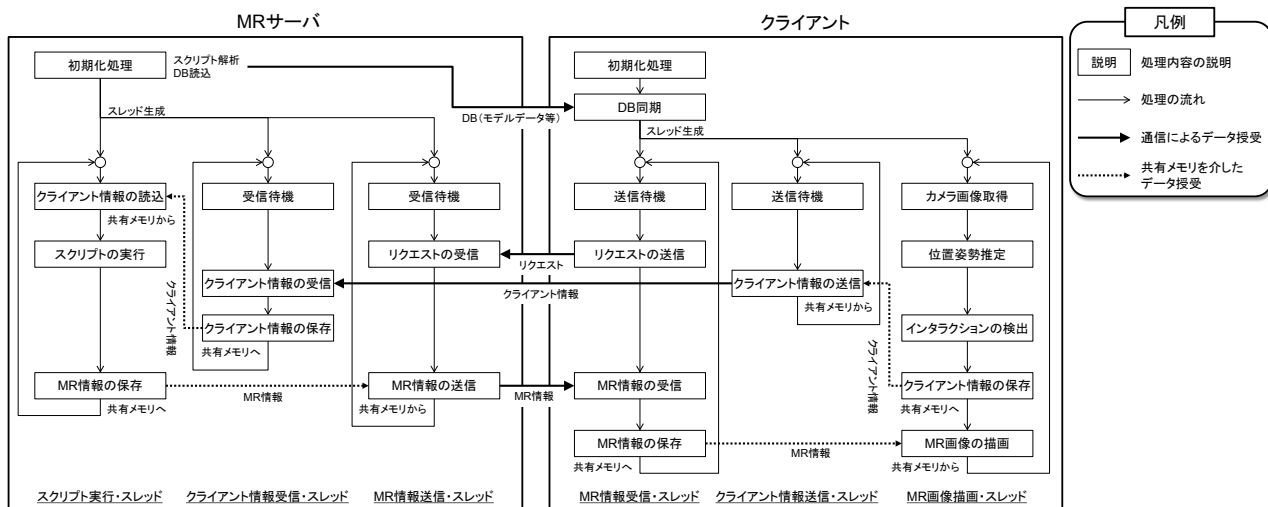 MRサーバ
初期化処理
スクリプト解析
DB読込
スレッド生成
クライアント情報の読込
共有メモリから
スクリプトの実行
クライアント情報
MR情報の保存
共有メモリへ
受信待機
クライアント情報の受信
クライアント情報の保存
共有メモリへ
MR情報
受信待機
リクエストの受信
MR情報の送信
共有メモリから
スクリプト実行・スレッド
クライアント情報受信・スレッド
MR情報送信・スレッド
DB(モデルデータ等)
リクエスト
クライアント情報
MR情報
クライアント
初期化処理
DB同期
スレッド生成
送信待機
リクエストの送信
MR情報の受信
MR情報の保存
共有メモリへ
送信待機
クライアント情報の送信
共有メモリから
クライアント情報
MR情報
カメラ画像取得
位置姿勢推定
インタラクションの検出
クライアント情報の保存
共有メモリへ
MR画像の描画
共有メモリから
MR情報受信・スレッド
クライアント情報送信・スレッド
MR画像描画・スレッド
凡例
説明
処理内容の説明
処理の流れ
通信によるデータ授受
共有メモリを介した
データ授受